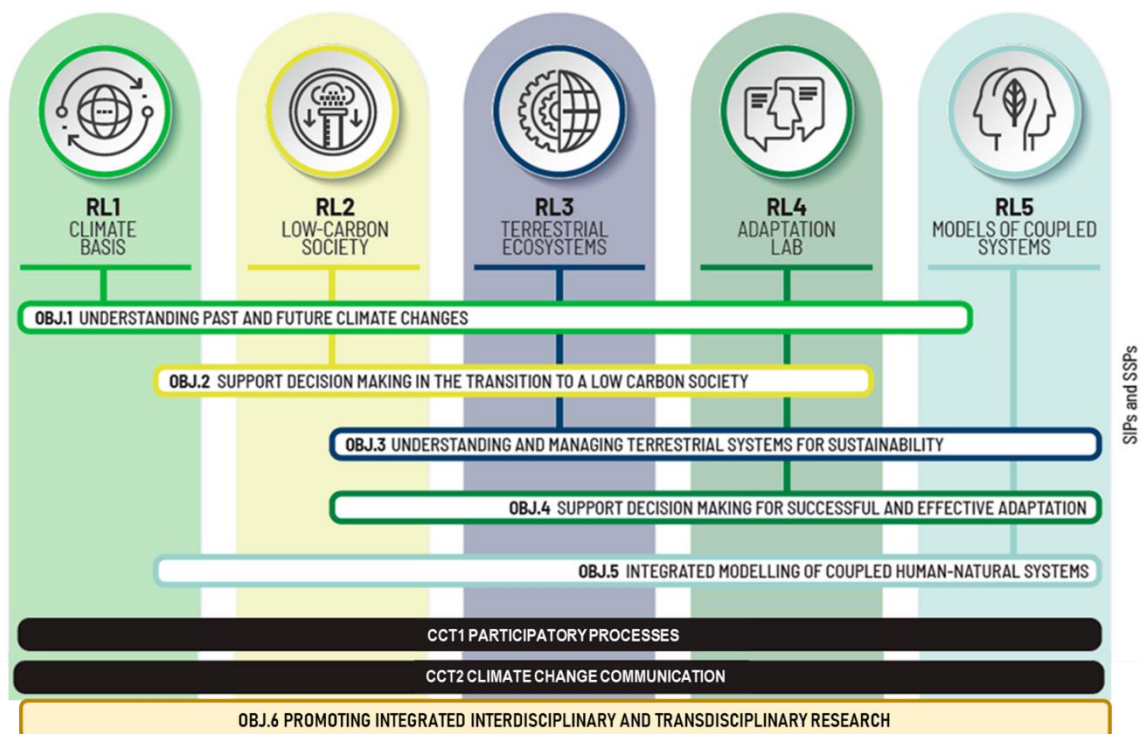 RL1
CLIMATE
BASIS
RL2
LOW-CARBON
SOCIETY
RL3
TERRESTRIAL
ECOSYSTEMS
RL4
ADAPTATION
LAB
RL5
MODELS OF COUPLED
SYSTEMS
OBJ.1 UNDERSTANDING PAST AND FUTURE CLIMATE CHANGES
OBJ.2 SUPPORT DECISION MAKING IN THE TRANSITION TO A LOW CARBON SOCIETY
OBJ.3 UNDERSTANDING AND MANAGING TERRESTRIAL SYSTEMS FOR SUSTAINABILITY
OBJ.4 SUPPORT DECISION MAKING FOR SUCCESSFUL AND EFFECTIVE ADAPTATION
OBJ.5 INTEGRATED MODELLING OF COUPLED HUMAN-NATURAL SYSTEMS
SIPs and SSPs
CCT1 PARTICIPATORY PROCESSES
CCT2 CLIMATE CHANGE COMMUNICATION
OBJ.6 PROMOTING INTEGRATED INTERDISCIPLINARY AND TRANSDISCIPLINARY RESEARCH